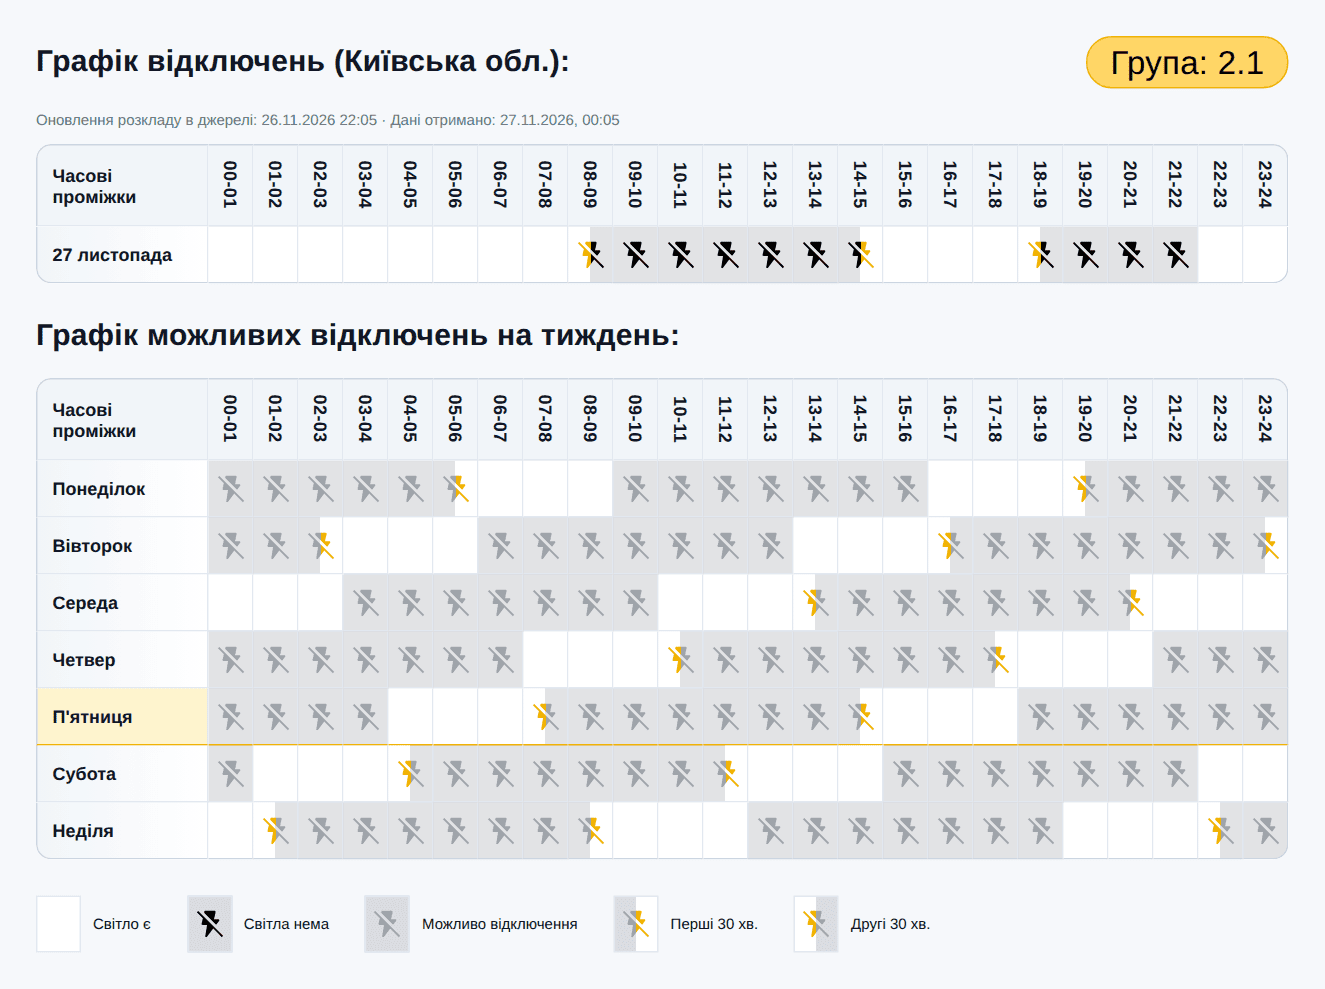 Графік відключень (Київська обл.):
Група: 2.1
Оновлення розкладу в джерелі: 26.11.2026 22:05 · Дані отримано: 27.11.2026, 00:05
Часові
проміжки
00-01 01-02 02-03 03-04 04-05 05-06 06-07 07-08 08-09 09-10 10-11 11-12 12-13 13-14 14-15 15-16 16-17 17-18 18-19 19-20 20-21 21-22 22-23 23-24
27 листопада
Графік можливих відключень на тиждень:
Часові
проміжки
00-01 01-02 02-03 03-04 04-05 05-06 06-07 07-08 08-09 09-10 10-11 11-12 12-13 13-14 14-15 15-16 16-17 17-18 18-19 19-20 20-21 21-22 22-23 23-24
Понеділок
Вівторок
Середа
Четвер
П'ятниця
Субота
Неділя
Світло є
Світла нема
Можливо відключення
Перші 30 хв.
Другі 30 хв.